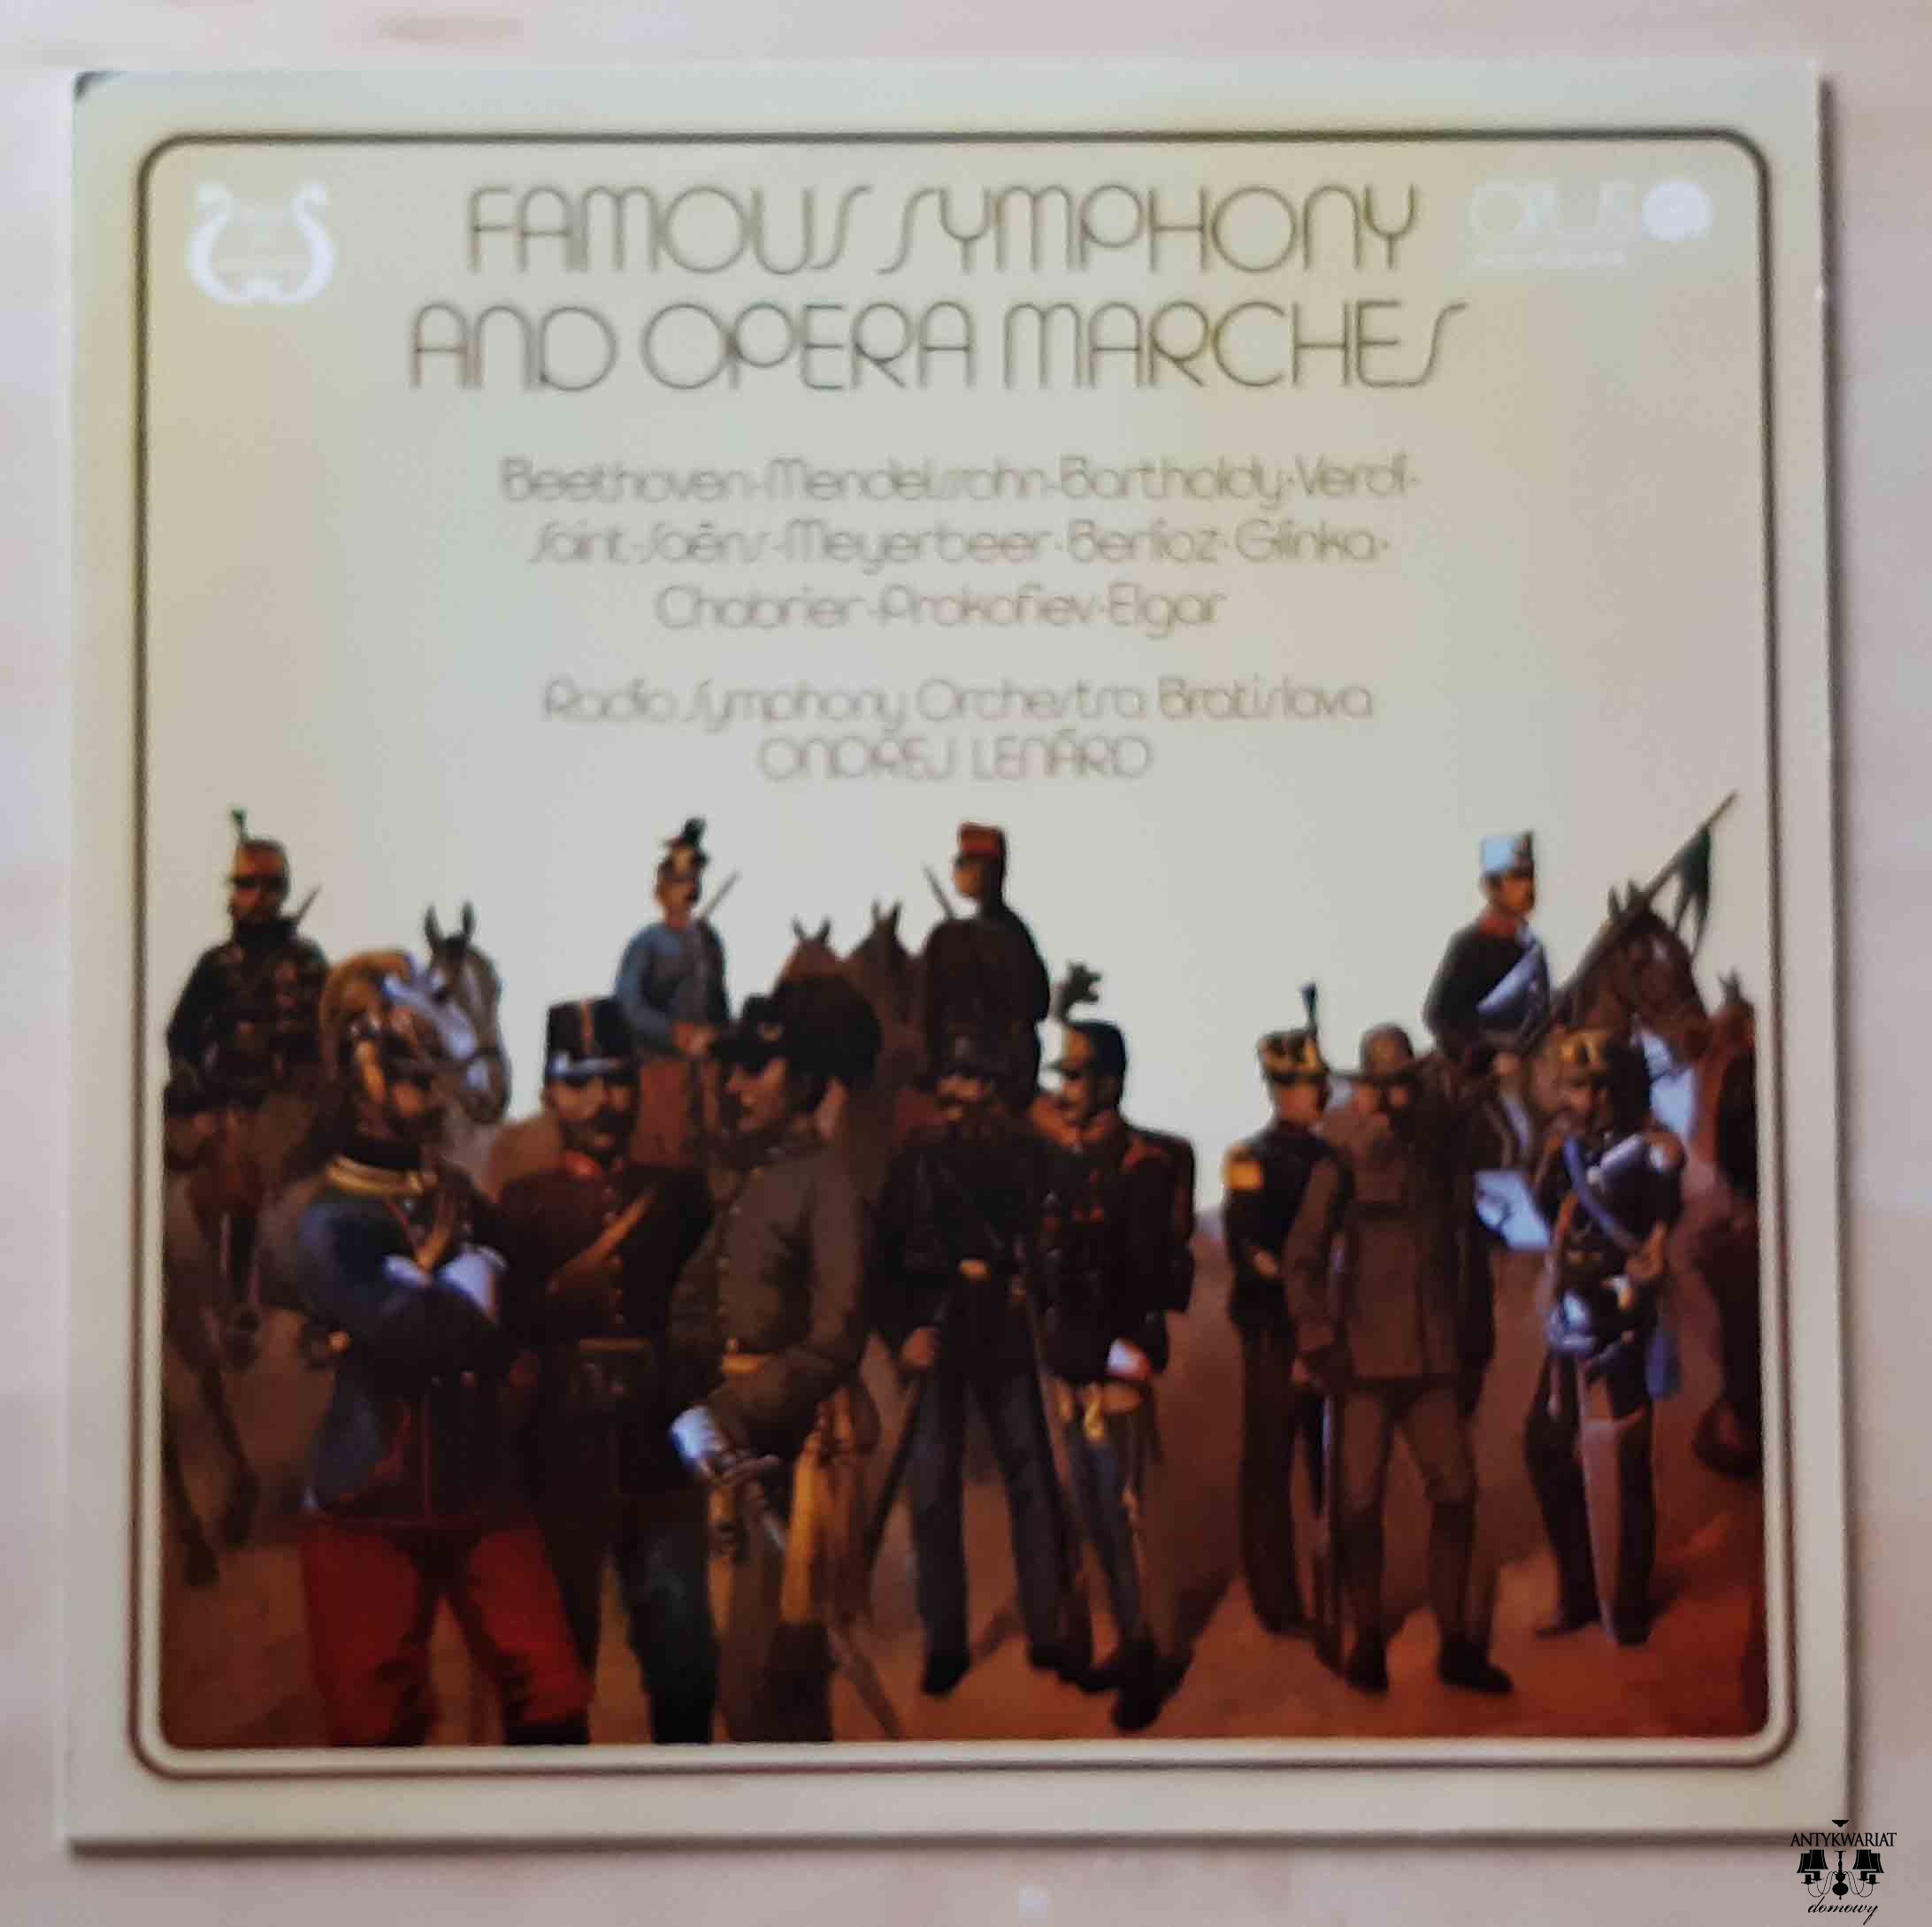 FAMOUS SYMPHONY
OPUS
AND OPERA MARCHES
Beethoven·Mendelssohn-Bartholdy·Verdi·
Saint-Saëns·Meyerbeer·Berlioz·Glinka·
Chabrier·Prokofiev·Elgar
Radio Symphony Orchestra Bratislava
ONDREJ LENÁRD
ANTYKWARIAT
domowy